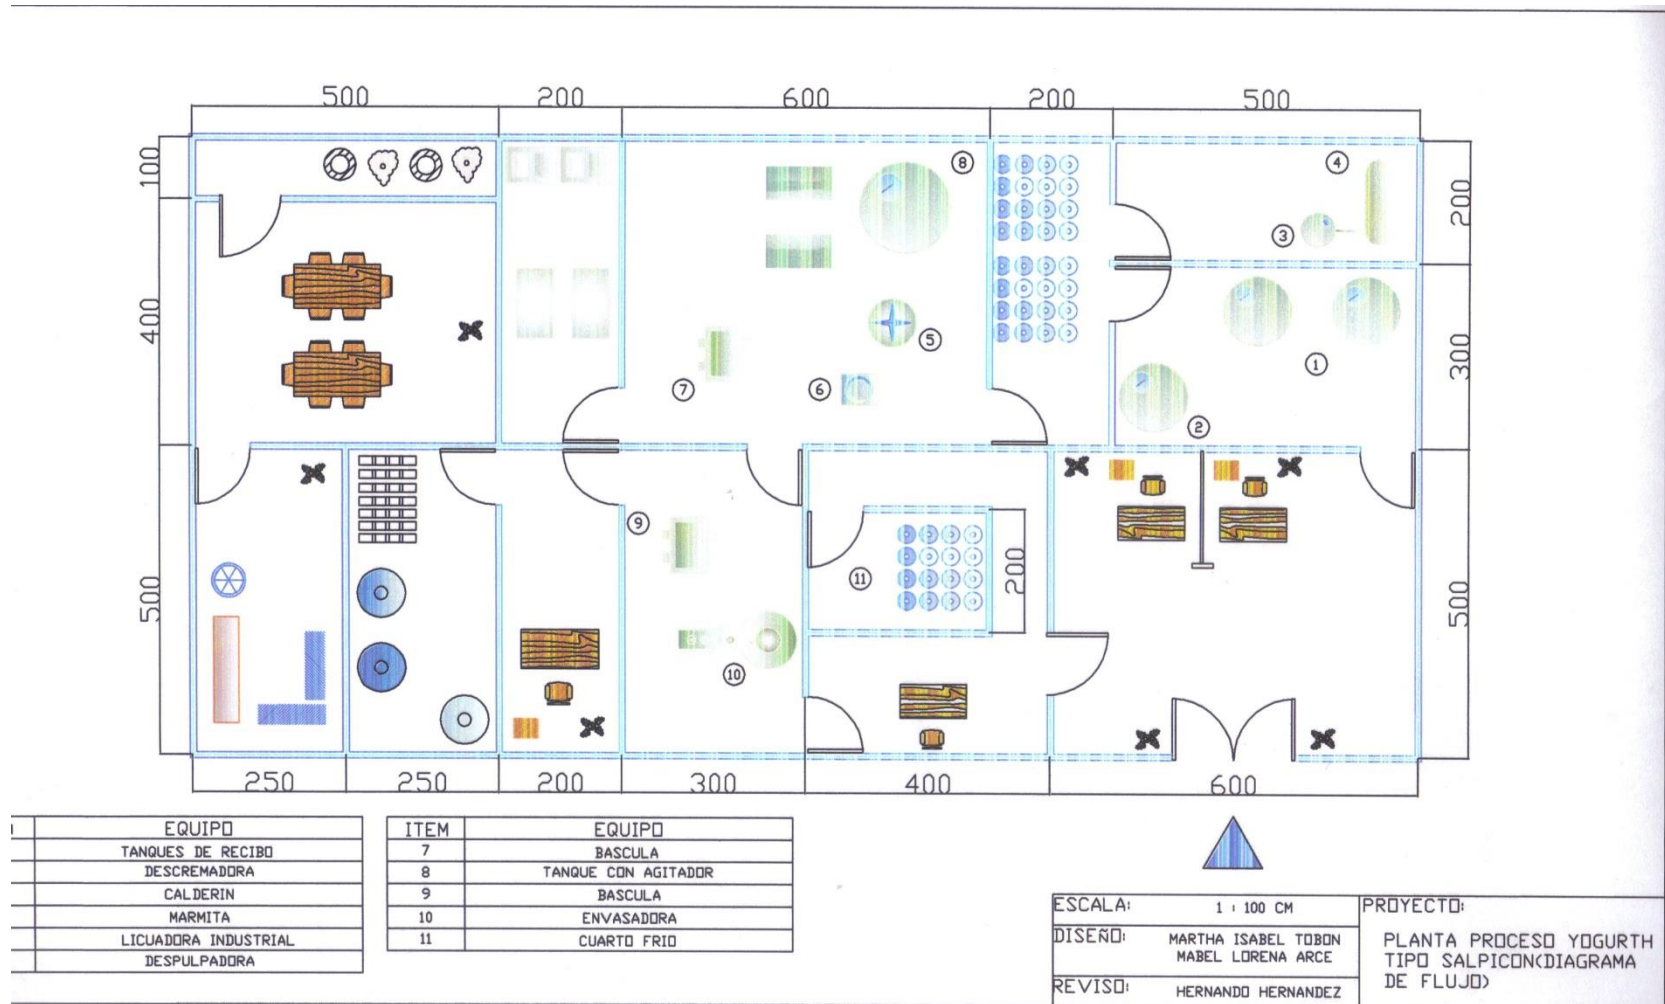 500 200 600 200 500
100
400
500
200
300
500
8
4
3
5
1
7
6
2
9
11
200
10
250 250 200 300 400 600
EQUIPO
TANQUES DE RECIBO
DESCREMADORA
CALDERIN
MARMITA
LICUADORA INDUSTRIAL
DESPULPADORA
ITEM EQUIPO
7 BASCULA
8 TANQUE CON AGITADOR
9 BASCULA
10 ENVASADORA
11 CUARTO FRIO
ESCALA: 1 : 100 CM
DISEÑO: MARTHA ISABEL TOBON
MABEL LORENA ARCE
REVISO: HERNANDO HERNANDEZ
PROYECTO:
PLANTA PROCESO YOGURTH
TIPO SALPICON(DIAGRAMA
DE FLUJO)